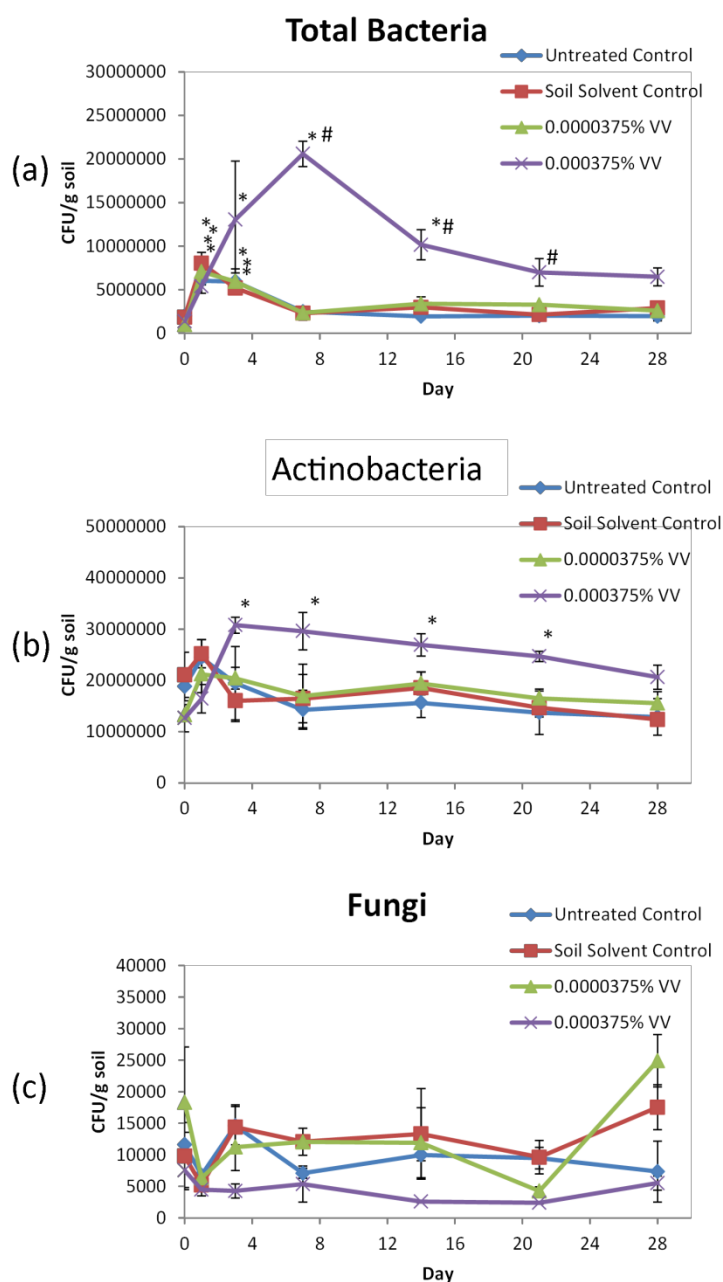 Total Bacteria
Untreated Control
Soil Solvent Control
0.0000375% VV
0.000375% VV
(a)
CFU/g soil
30000000
25000000
20000000
15000000
10000000
5000000
0
* #
*
*#
#
***
***
0 4 8 12 16 20 24 28
Day
Actinobacteria
Untreated Control
Soil Solvent Control
0.0000375% VV
0.000375% VV
(b)
CFU/g soil
50000000
40000000
30000000
20000000
10000000
0
* * * *
0 4 8 12 16 20 24 28
Day
Fungi
Untreated Control
Soil Solvent Control
0.0000375% VV
0.000375% VV
(c)
CFU/g soil
40000
35000
30000
25000
20000
15000
10000
5000
0
0 4 8 12 16 20 24 28
Day